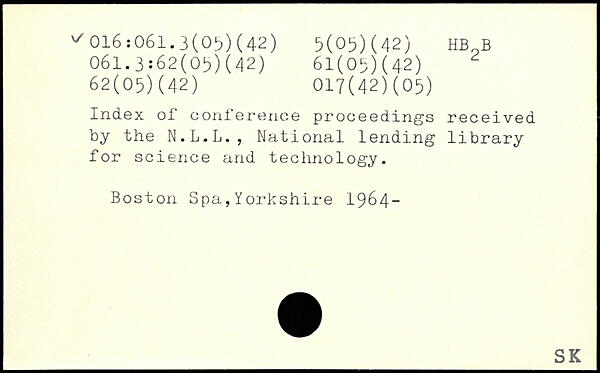 ✓ 016:061.3(05)(42) 5(05)(42) HB₂B
061.3:62(05)(42) 61(05)(42)
62(05)(42) 017(42)(05)
Index of conference proceedings received
by the N.L.L., National lending library
for science and technology.
Boston Spa,Yorkshire 1964-
SK